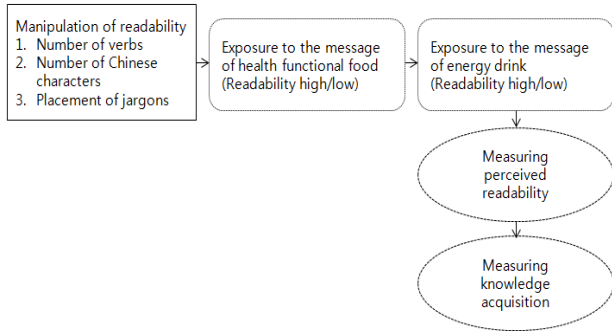 Manipulation of readability
1. Number of verbs
2. Number of Chinese
characters
3. Placement of jargons
Exposure to the message
of health functional food
(Readability high/low)
Exposure to the message
of energy drink
(Readability high/low)
Measuring
perceived
readability
Measuring
knowledge
acquisition